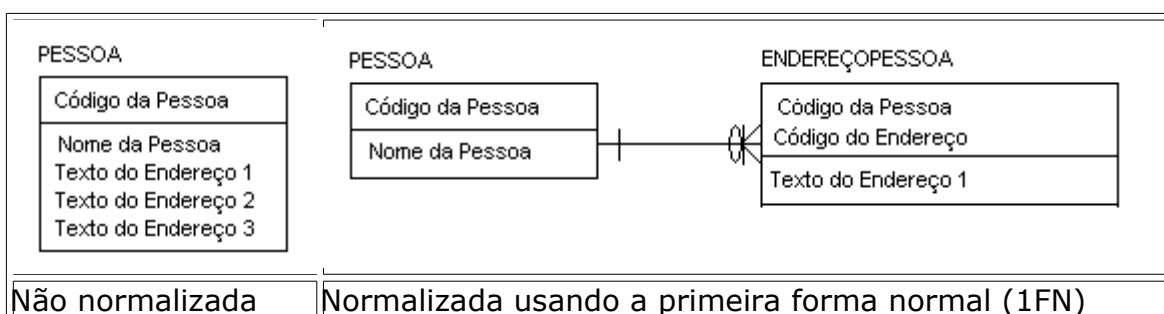 PESSOA
Código da Pessoa
Nome da Pessoa
Texto do Endereço 1
Texto do Endereço 2
Texto do Endereço 3
PESSOA
Código da Pessoa
Nome da Pessoa
ENDEREÇOPESSOA
Código da Pessoa
Código do Endereço
Texto do Endereço 1
Não normalizada
Normalizada usando a primeira forma normal (1FN)